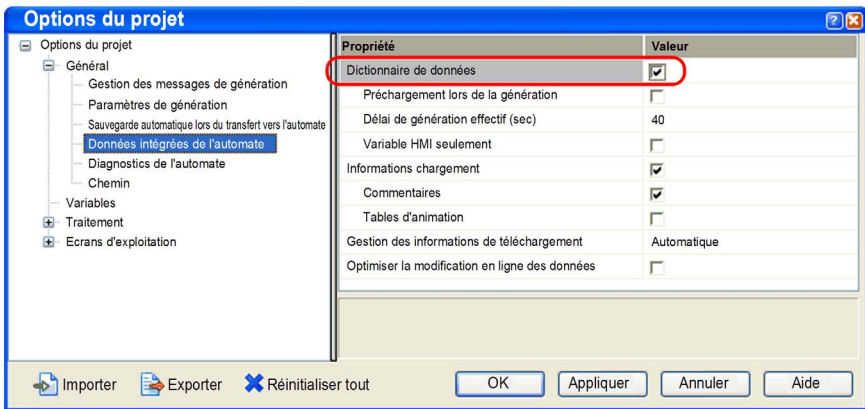 Options du projet
Options du projet
Général
Gestion des messages de génération
Paramètres de génération
Sauvegarde automatique lors du transfert vers l'automate
Données intégrées de l'automate
Diagnostics de l'automate
Chemin
Variables
Traitement
Ecrans d'exploitation
Propriété Valeur
Dictionnaire de données
Préchargement lors de la génération
Délai de génération effectif (sec) 40
Variable HMI seulement
Informations chargement
Commentaires
Tables d'animation
Gestion des informations de téléchargement Automatique
Optimiser la modification en ligne des données
Importer Exporter Réinitialiser tout OK Appliquer Annuler Aide